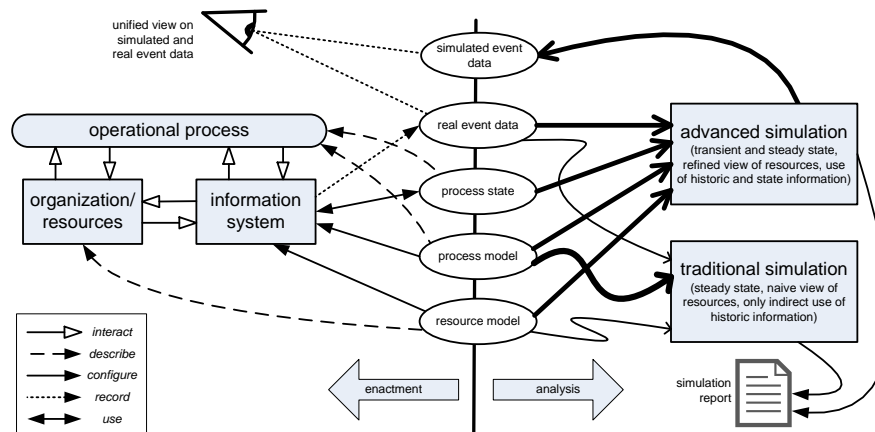 unified view on
simulated and
real event data
simulated event
data
real event data
process state
process model
resource model
operational process
organization/
resources
information
system
advanced simulation
(transient and steady state,
refined view of resources, use
of historic and state information)
traditional simulation
(steady state, naive view of
resources, only indirect use of
historic information)
interact
describe
configure
record
use
enactment
analysis
simulation
report